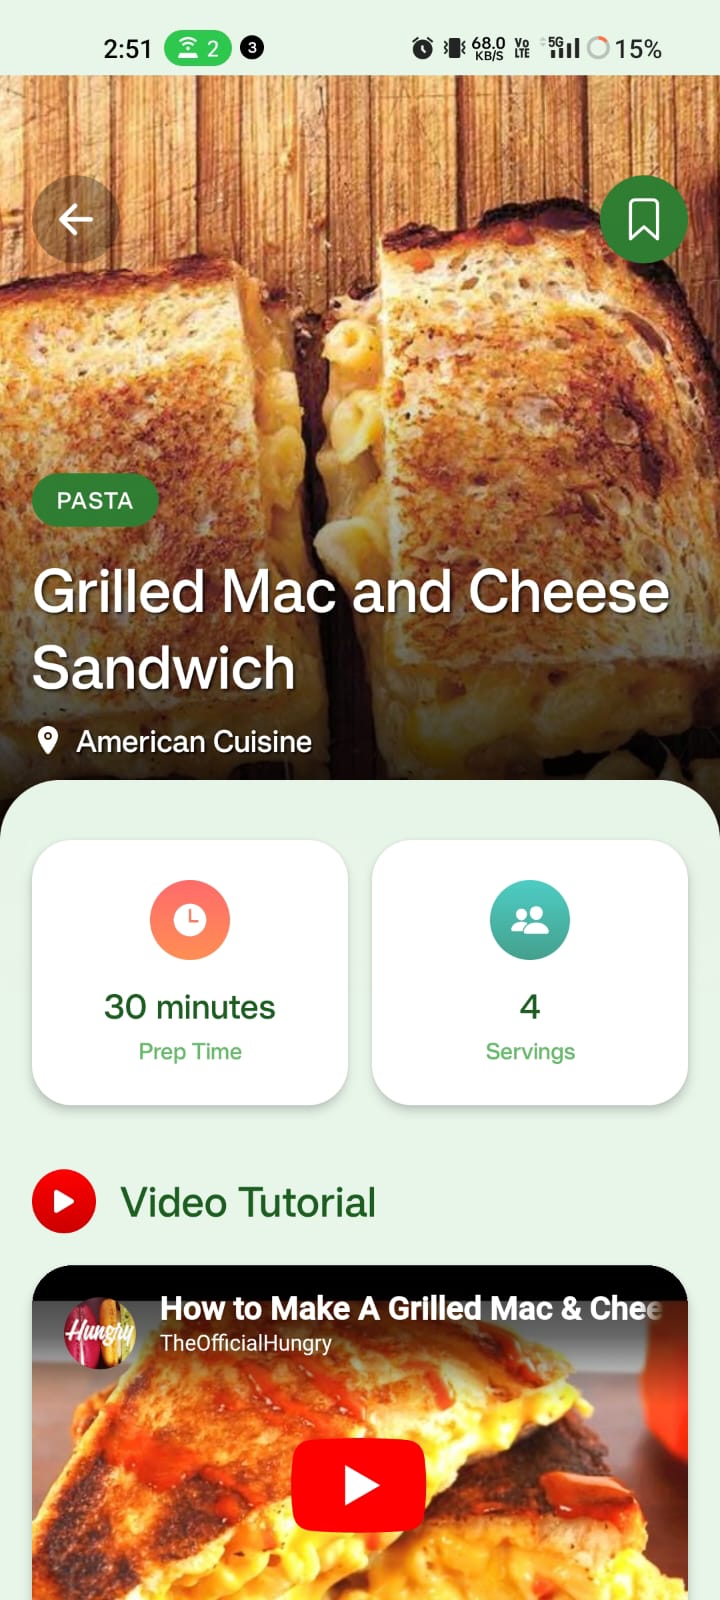 2:51 2 3 68.0 KB/S Vo LTE 5G 15%
PASTA
Grilled Mac and Cheese
Sandwich
American Cuisine
30 minutes
Prep Time
4
Servings
Video Tutorial
Hungry
How to Make A Grilled Mac & Chee
TheOfficialHungry